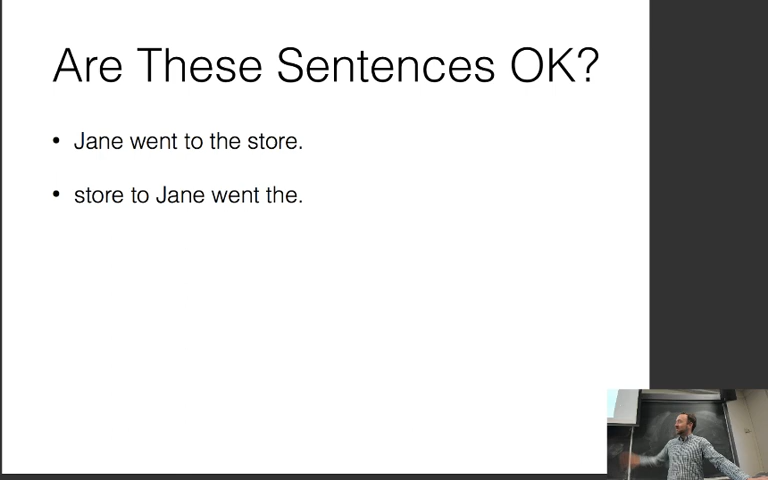 Are These Sentences OK?
• Jane went to the store.
• store to Jane went the.